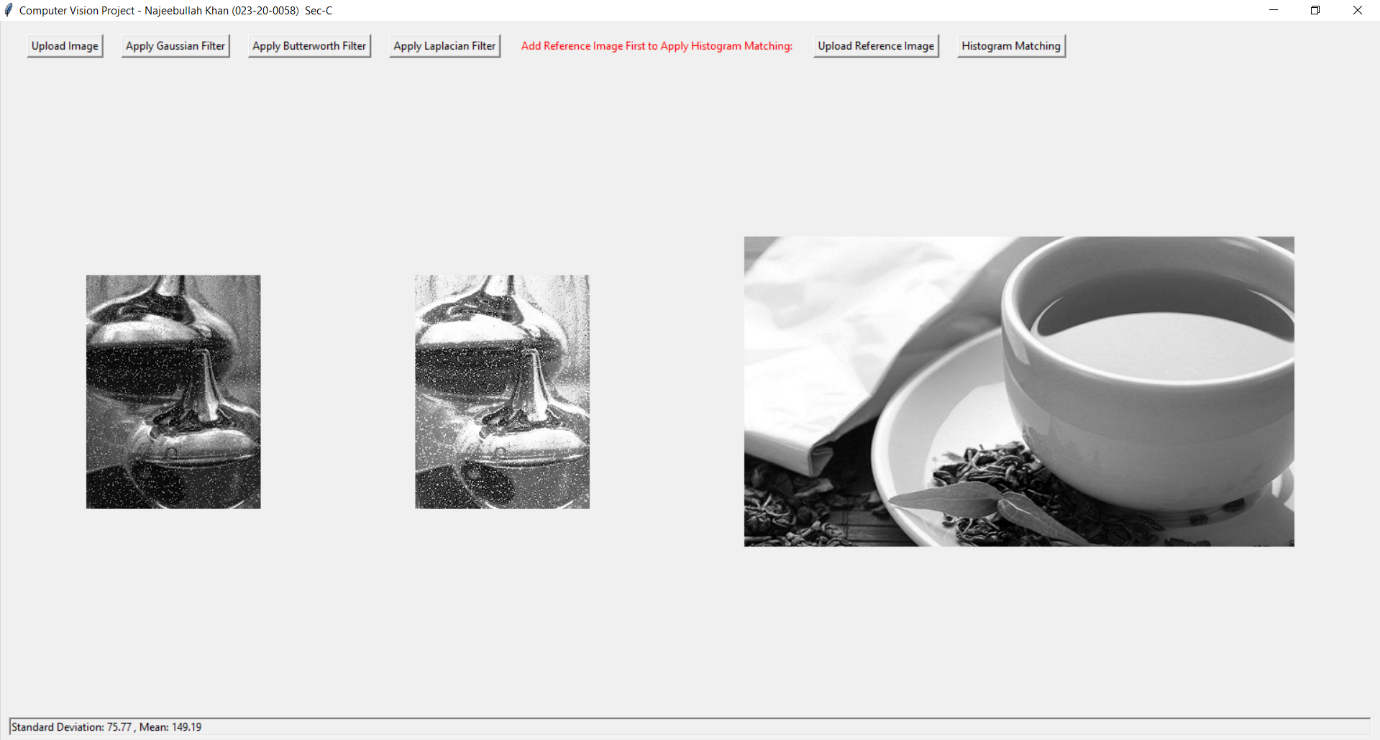 Computer Vision Project - Najeebullah Khan (023-20-0058)  Sec-C
Upload Image Apply Gaussian Filter Apply Butterworth Filter Apply Laplacian Filter Add Reference Image First to Apply Histogram Matching: Upload Reference Image Histogram Matching
Standard Deviation: 75.77 , Mean: 149.19